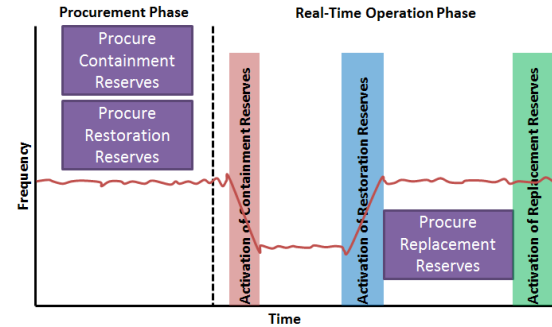 Procurement Phase
Real-Time Operation Phase
Procure
Containment
Reserves
Procure
Restoration
Reserves
Frequency
Activation of Containment Reserves
Activation of Restoration Reserves
Activation of Replacement Reserves
Procure
Replacement
Reserves
Time